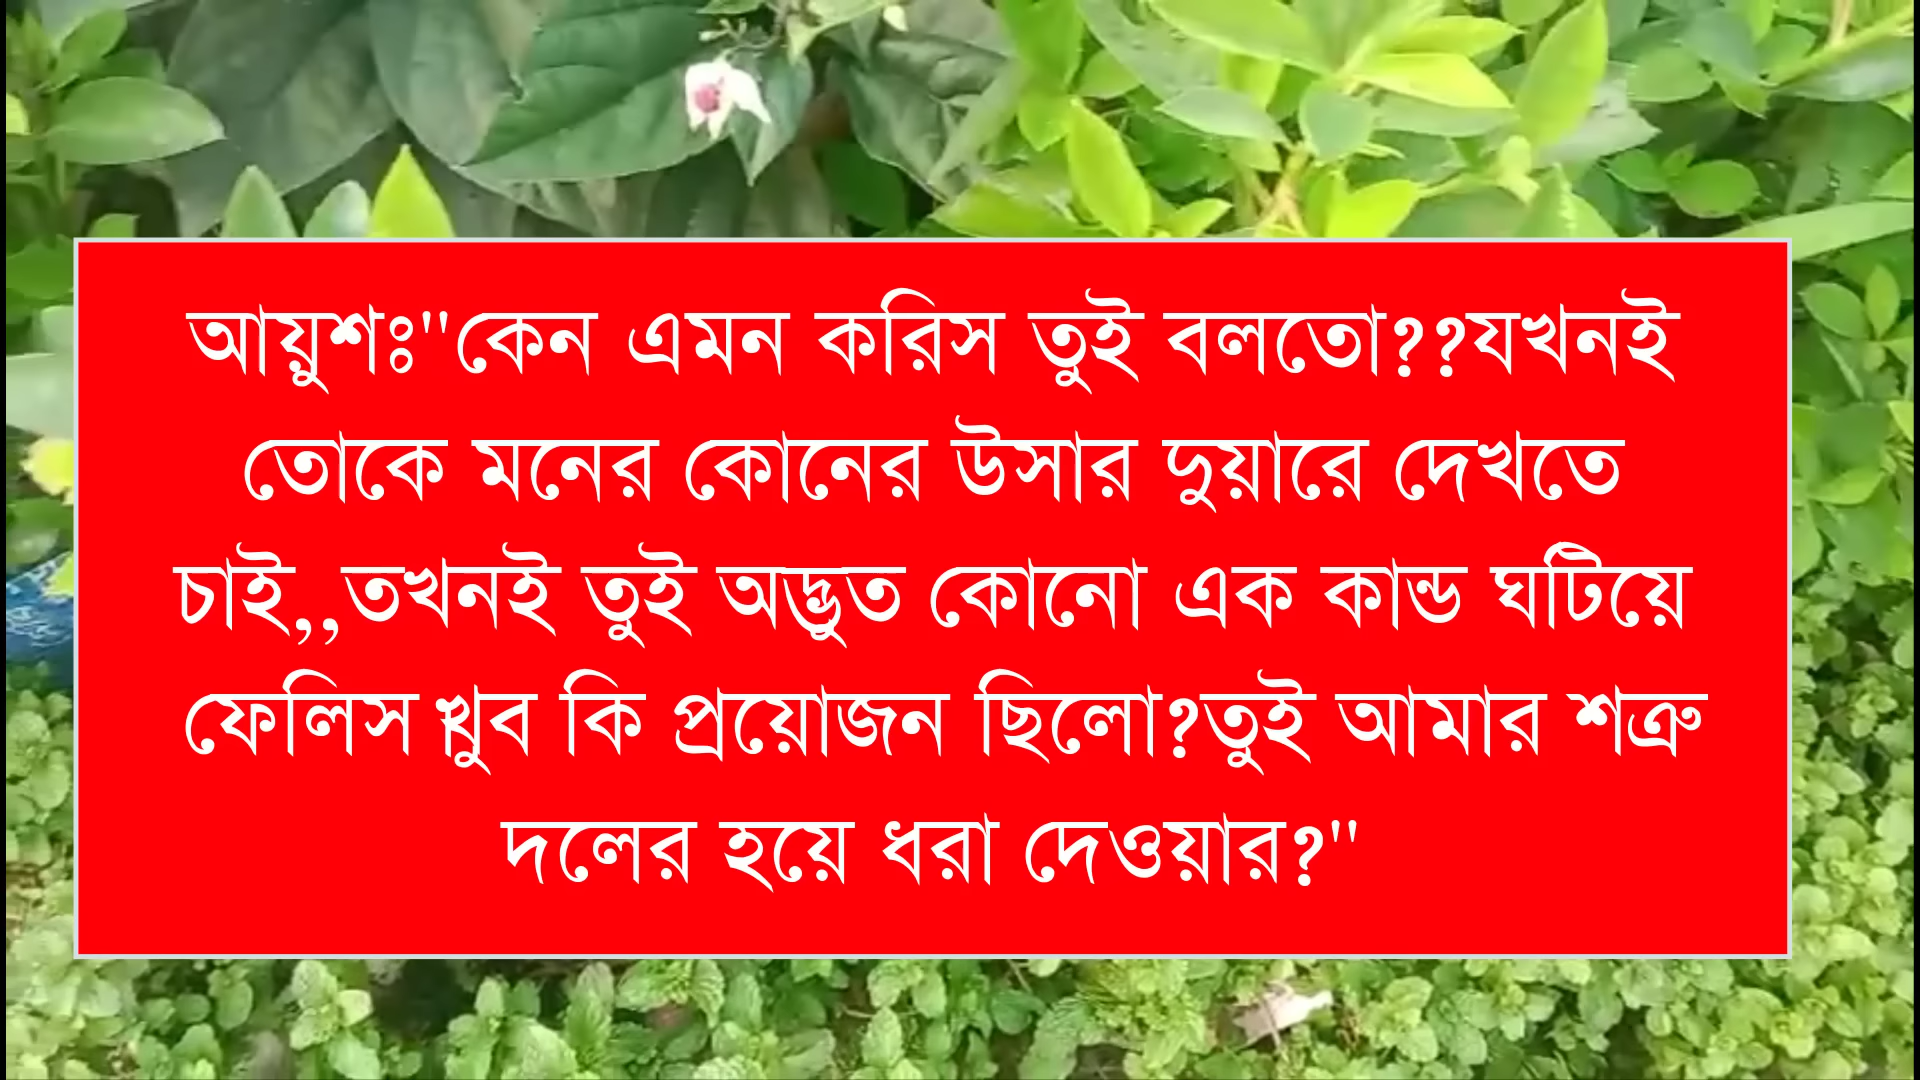 আয়ুশঃ"কেন এমন করিস তুই বলতো??যখনই
তোকে মনের কোনের উসার দুয়ারে দেখতে
চাই,,তখনই তুই অদ্ভুত কোনো এক কান্ড ঘটিয়ে
ফেলিস খুব কি প্রয়োজন ছিলো?তুই আমার শত্রু
দলের হয়ে ধরা দেওয়ার?"